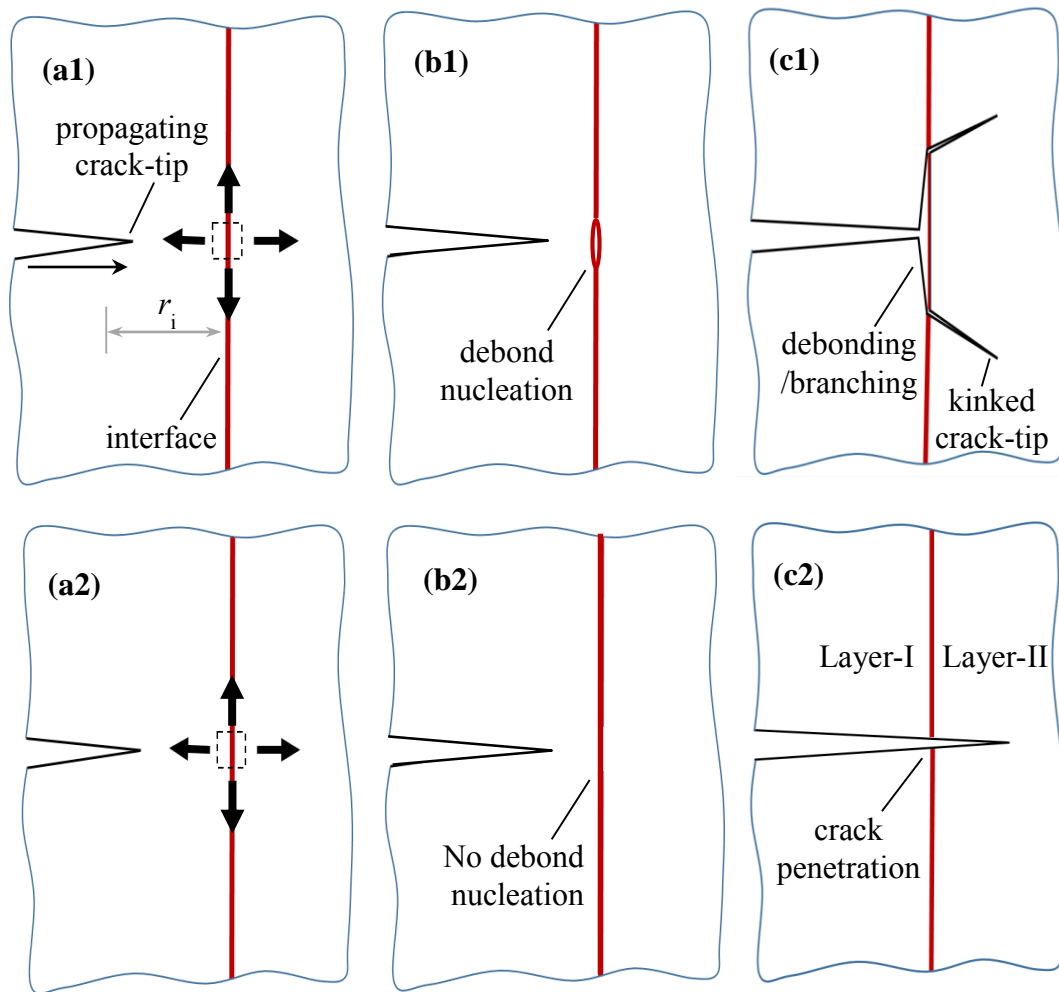 (a1)
propagating
crack-tip
r_i
interface
(b1)
debond
nucleation
(c1)
debonding
/branching
kinked
crack-tip
(a2)
(b2)
No debond
nucleation
(c2)
Layer-I
Layer-II
crack
penetration